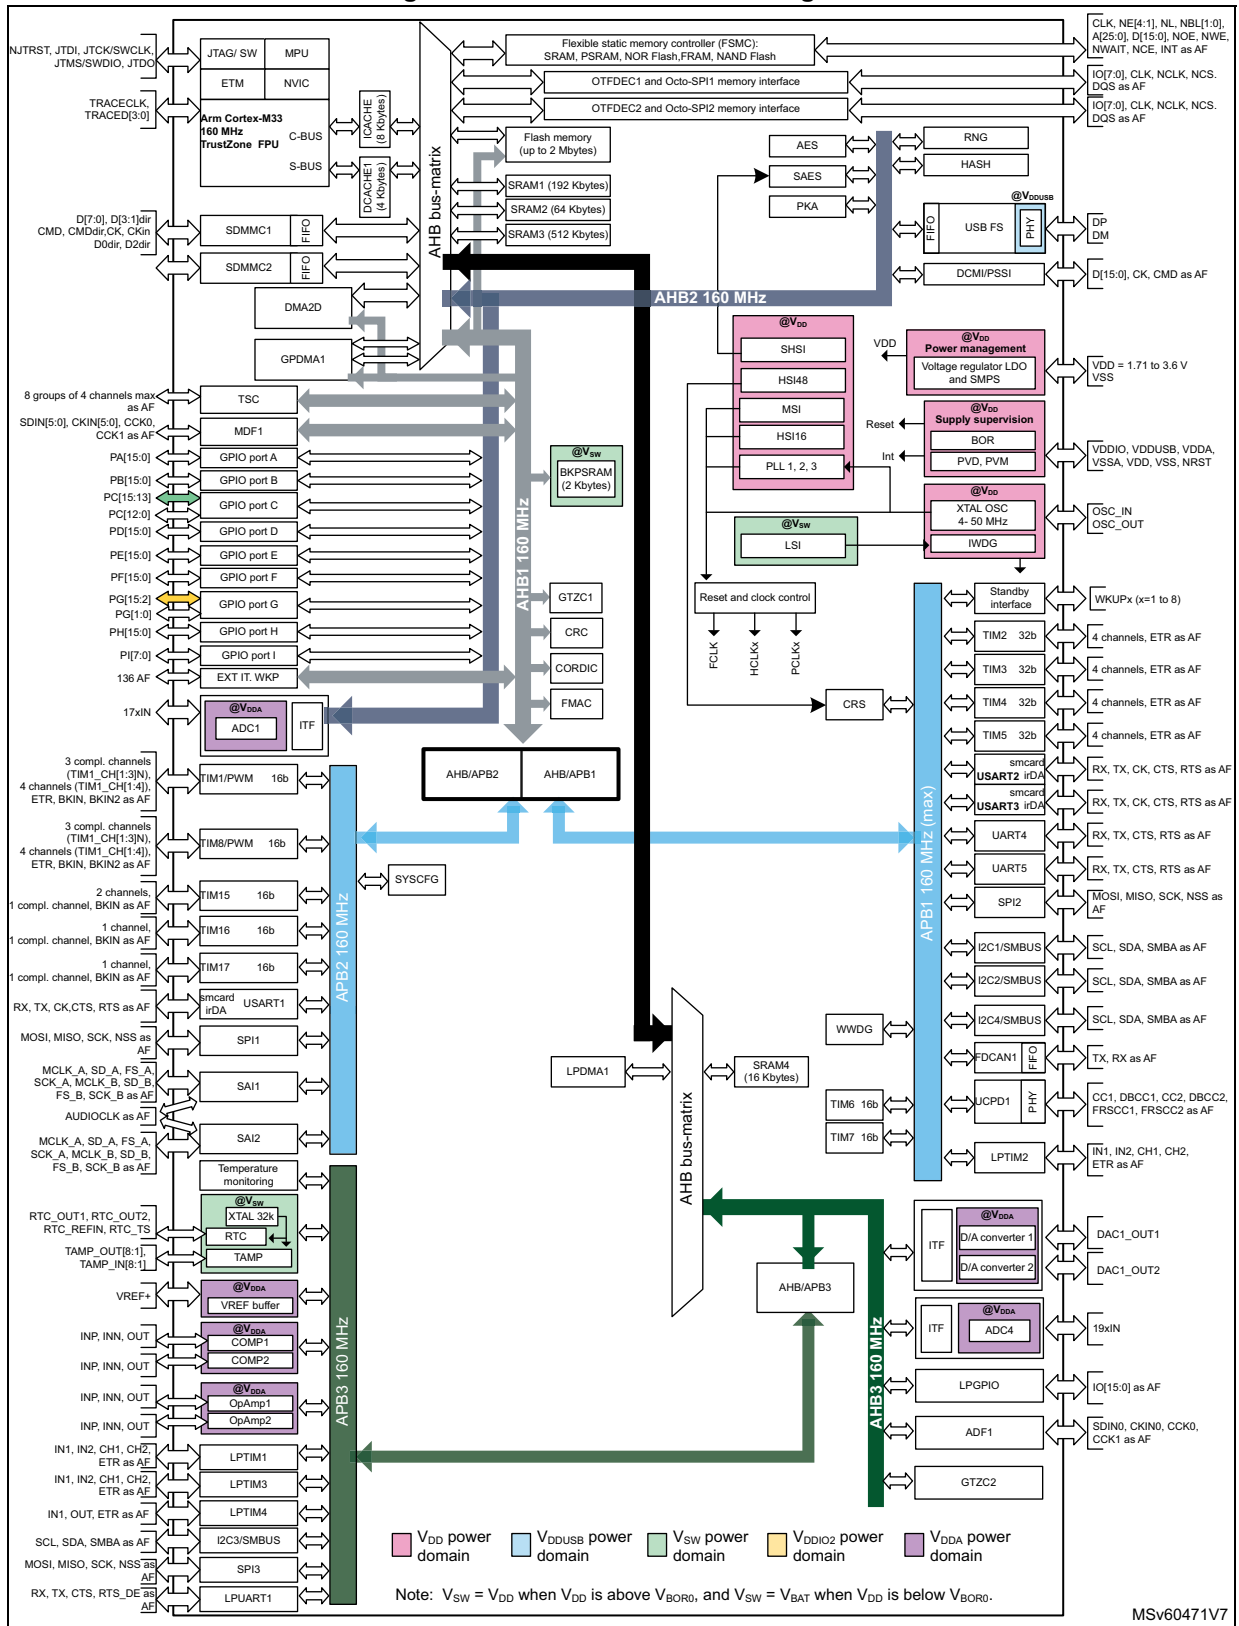 NJTRST, JTDI, JTCK/SWCLK,
JTMS/SWDIO, JTDO
TRACECLK,
TRACED[3:0]
JTAG/ SW
MPU
ETM
NVIC
Arm Cortex-M33
160 MHz
TrustZone FPU
C-BUS
S-BUS
ICACHE
(8 Kbytes)
DCACHE1
(4 Kbytes)
AHB bus-matrix
Flexible static memory controller (FSMC):
SRAM, PSRAM, NOR Flash,FRAM, NAND Flash
CLK, NE[4:1], NL, NBL[1:0],
A[25:0], D[15:0], NOE, NWE,
NWAIT, NCE, INT as AF
OTFDEC1 and Octo-SPI1 memory interface
IO[7:0], CLK, NCLK, NCS.
DQS as AF
OTFDEC2 and Octo-SPI2 memory interface
IO[7:0], CLK, NCLK, NCS.
DQS as AF
Flash memory
(up to 2 Mbytes)
SRAM1 (192 Kbytes)
SRAM2 (64 Kbytes)
SRAM3 (512 Kbytes)
AES
SAES
PKA
RNG
HASH
@VDDUSB
FIFO
USB FS
PHY
DP
DM
DCMI/PSSI
D[15:0], CK, CMD as AF
D[7:0], D[3:1]dir
CMD, CMDdir,CK, CKin
D0dir, D2dir
SDMMC1
FIFO
SDMMC2
FIFO
DMA2D
GPDMA1
AHB2 160 MHz
8 groups of 4 channels max
as AF
TSC
SDIN[5:0], CKIN[5:0], CCK0,
CCK1 as AF
MDF1
PA[15:0]
GPIO port A
PB[15:0]
GPIO port B
PC[15:13]
PC[12:0]
GPIO port C
PD[15:0]
GPIO port D
PE[15:0]
GPIO port E
PF[15:0]
GPIO port F
PG[15:2]
PG[1:0]
GPIO port G
PH[15:0]
GPIO port H
PI[7:0]
GPIO port I
136 AF
EXT IT. WKP
17xIN
@VDDA
ADC1
ITF
AHB1 160 MHz
@VSW
BKPSRAM
(2 Kbytes)
GTZC1
CRC
CORDIC
FMAC
@VDD
SHSI
HSI48
MSI
HSI16
PLL 1, 2, 3
@VSW
LSI
VDD
@VDD
Power management
Voltage regulator LDO
and SMPS
VDD = 1.71 to 3.6 V
VSS
Reset
Int
@VDD
Supply supervision
BOR
PVD, PVM
VDDIO, VDDUSB, VDDA,
VSSA, VDD, VSS, NRST
@VDD
XTAL OSC
4- 50 MHz
IWDG
OSC_IN
OSC_OUT
Reset and clock control
FCLK
HCLKx
PCLKx
Standby
interface
WKUPx (x=1 to 8)
TIM2 32b
4 channels, ETR as AF
TIM3 32b
4 channels, ETR as AF
TIM4 32b
4 channels, ETR as AF
TIM5 32b
4 channels, ETR as AF
CRS
smcard
USART2 irDA
RX, TX, CK, CTS, RTS as AF
smcard
USART3 irDA
RX, TX, CK, CTS, RTS as AF
UART4
RX, TX, CTS, RTS as AF
UART5
RX, TX, CTS, RTS as AF
SPI2
MOSI, MISO, SCK, NSS as
AF
I2C1/SMBUS
SCL, SDA, SMBA as AF
I2C2/SMBUS
SCL, SDA, SMBA as AF
I2C4/SMBUS
SCL, SDA, SMBA as AF
FDCAN1
FIFO
TX, RX as AF
UCPD1
PHY
CC1, DBCC1, CC2, DBCC2,
FRSCC1, FRSCC2 as AF
LPTIM2
IN1, IN2, CH1, CH2,
ETR as AF
APB1 160 MHz (max)
WWDG
TIM6 16b
TIM7 16b
AHB/APB2
AHB/APB1
3 compl. channels
(TIM1_CH[1:3]N),
4 channels (TIM1_CH[1:4]),
ETR, BKIN, BKIN2 as AF
TIM1/PWM 16b
3 compl. channels
(TIM1_CH[1:3]N),
4 channels (TIM1_CH[1:4]),
ETR, BKIN, BKIN2 as AF
TIM8/PWM 16b
2 channels,
1 compl. channel, BKIN as AF
TIM15 16b
1 channel,
1 compl. channel, BKIN as AF
TIM16 16b
1 channel,
1 compl. channel, BKIN as AF
TIM17 16b
RX, TX, CK,CTS, RTS as AF
smcard
irDA
USART1
MOSI, MISO, SCK, NSS as
AF
SPI1
MCLK_A, SD_A, FS_A,
SCK_A, MCLK_B, SD_B,
FS_B, SCK_B as AF
SAI1
AUDIOCLK as AF
MCLK_A, SD_A, FS_A,
SCK_A, MCLK_B, SD_B,
FS_B, SCK_B as AF
SAI2
APB2 160 MHz
SYSCFG
LPDMA1
AHB bus-matrix
SRAM4
(16 Kbytes)
Temperature
monitoring
@VSW
XTAL 32k
RTC
TAMP
RTC_OUT1, RTC_OUT2,
RTC_REFIN, RTC_TS
TAMP_OUT[8:1],
TAMP_IN[8:1]
VREF+
@VDDA
VREF buffer
INP, INN, OUT
@VDDA
COMP1
COMP2
INP, INN, OUT
INP, INN, OUT
@VDDA
OpAmp1
OpAmp2
INP, INN, OUT
IN1, IN2, CH1, CH2,
ETR as AF
LPTIM1
IN1, IN2, CH1, CH2,
ETR as AF
LPTIM3
IN1, OUT, ETR as AF
LPTIM4
SCL, SDA, SMBA as AF
I2C3/SMBUS
MOSI, MISO, SCK, NSS as
AF
SPI3
RX, TX, CTS, RTS_DE as
AF
LPUART1
APB3 160 MHz
AHB/APB3
AHB3 160 MHz
ITF
@VDDA
D/A converter 1
D/A converter 2
DAC1_OUT1
DAC1_OUT2
ITF
@VDDA
ADC4
19xIN
LPGPIO
IO[15:0] as AF
ADF1
SDIN0, CKIN0, CCK0,
CCK1 as AF
GTZC2
VDD power
domain
VDDUSB power
domain
VSW power
domain
VDDIO2 power
domain
VDDA power
domain
Note: VSW = VDD when VDD is above VBOR0, and VSW = VBAT when VDD is below VBOR0.
MSv60471V7